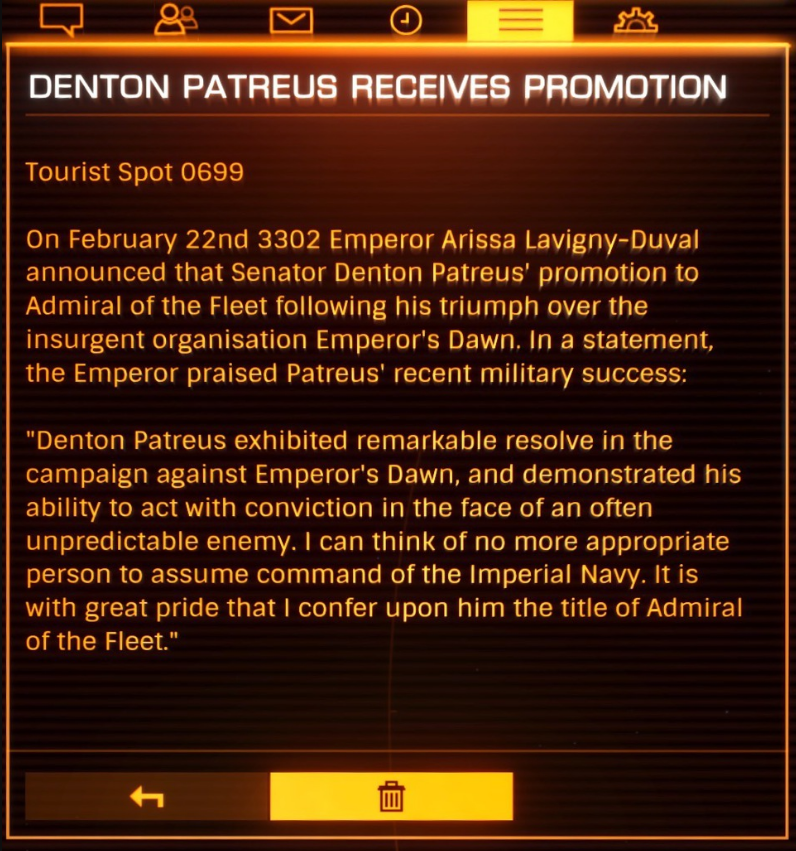 DENTON PATREUS RECEIVES PROMOTION
Tourist Spot 0699
On February 22nd 3302 Emperor Arissa Lavigny-Duval
announced that Senator Denton Patreus' promotion to
Admiral of the Fleet following his triumph over the
insurgent organisation Emperor's Dawn. In a statement,
the Emperor praised Patreus' recent military success:
"Denton Patreus exhibited remarkable resolve in the
campaign against Emperor's Dawn, and demonstrated his
ability to act with conviction in the face of an often
unpredictable enemy. I can think of no more appropriate
person to assume command of the Imperial Navy. It is
with great pride that I confer upon him the title of Admiral
of the Fleet."